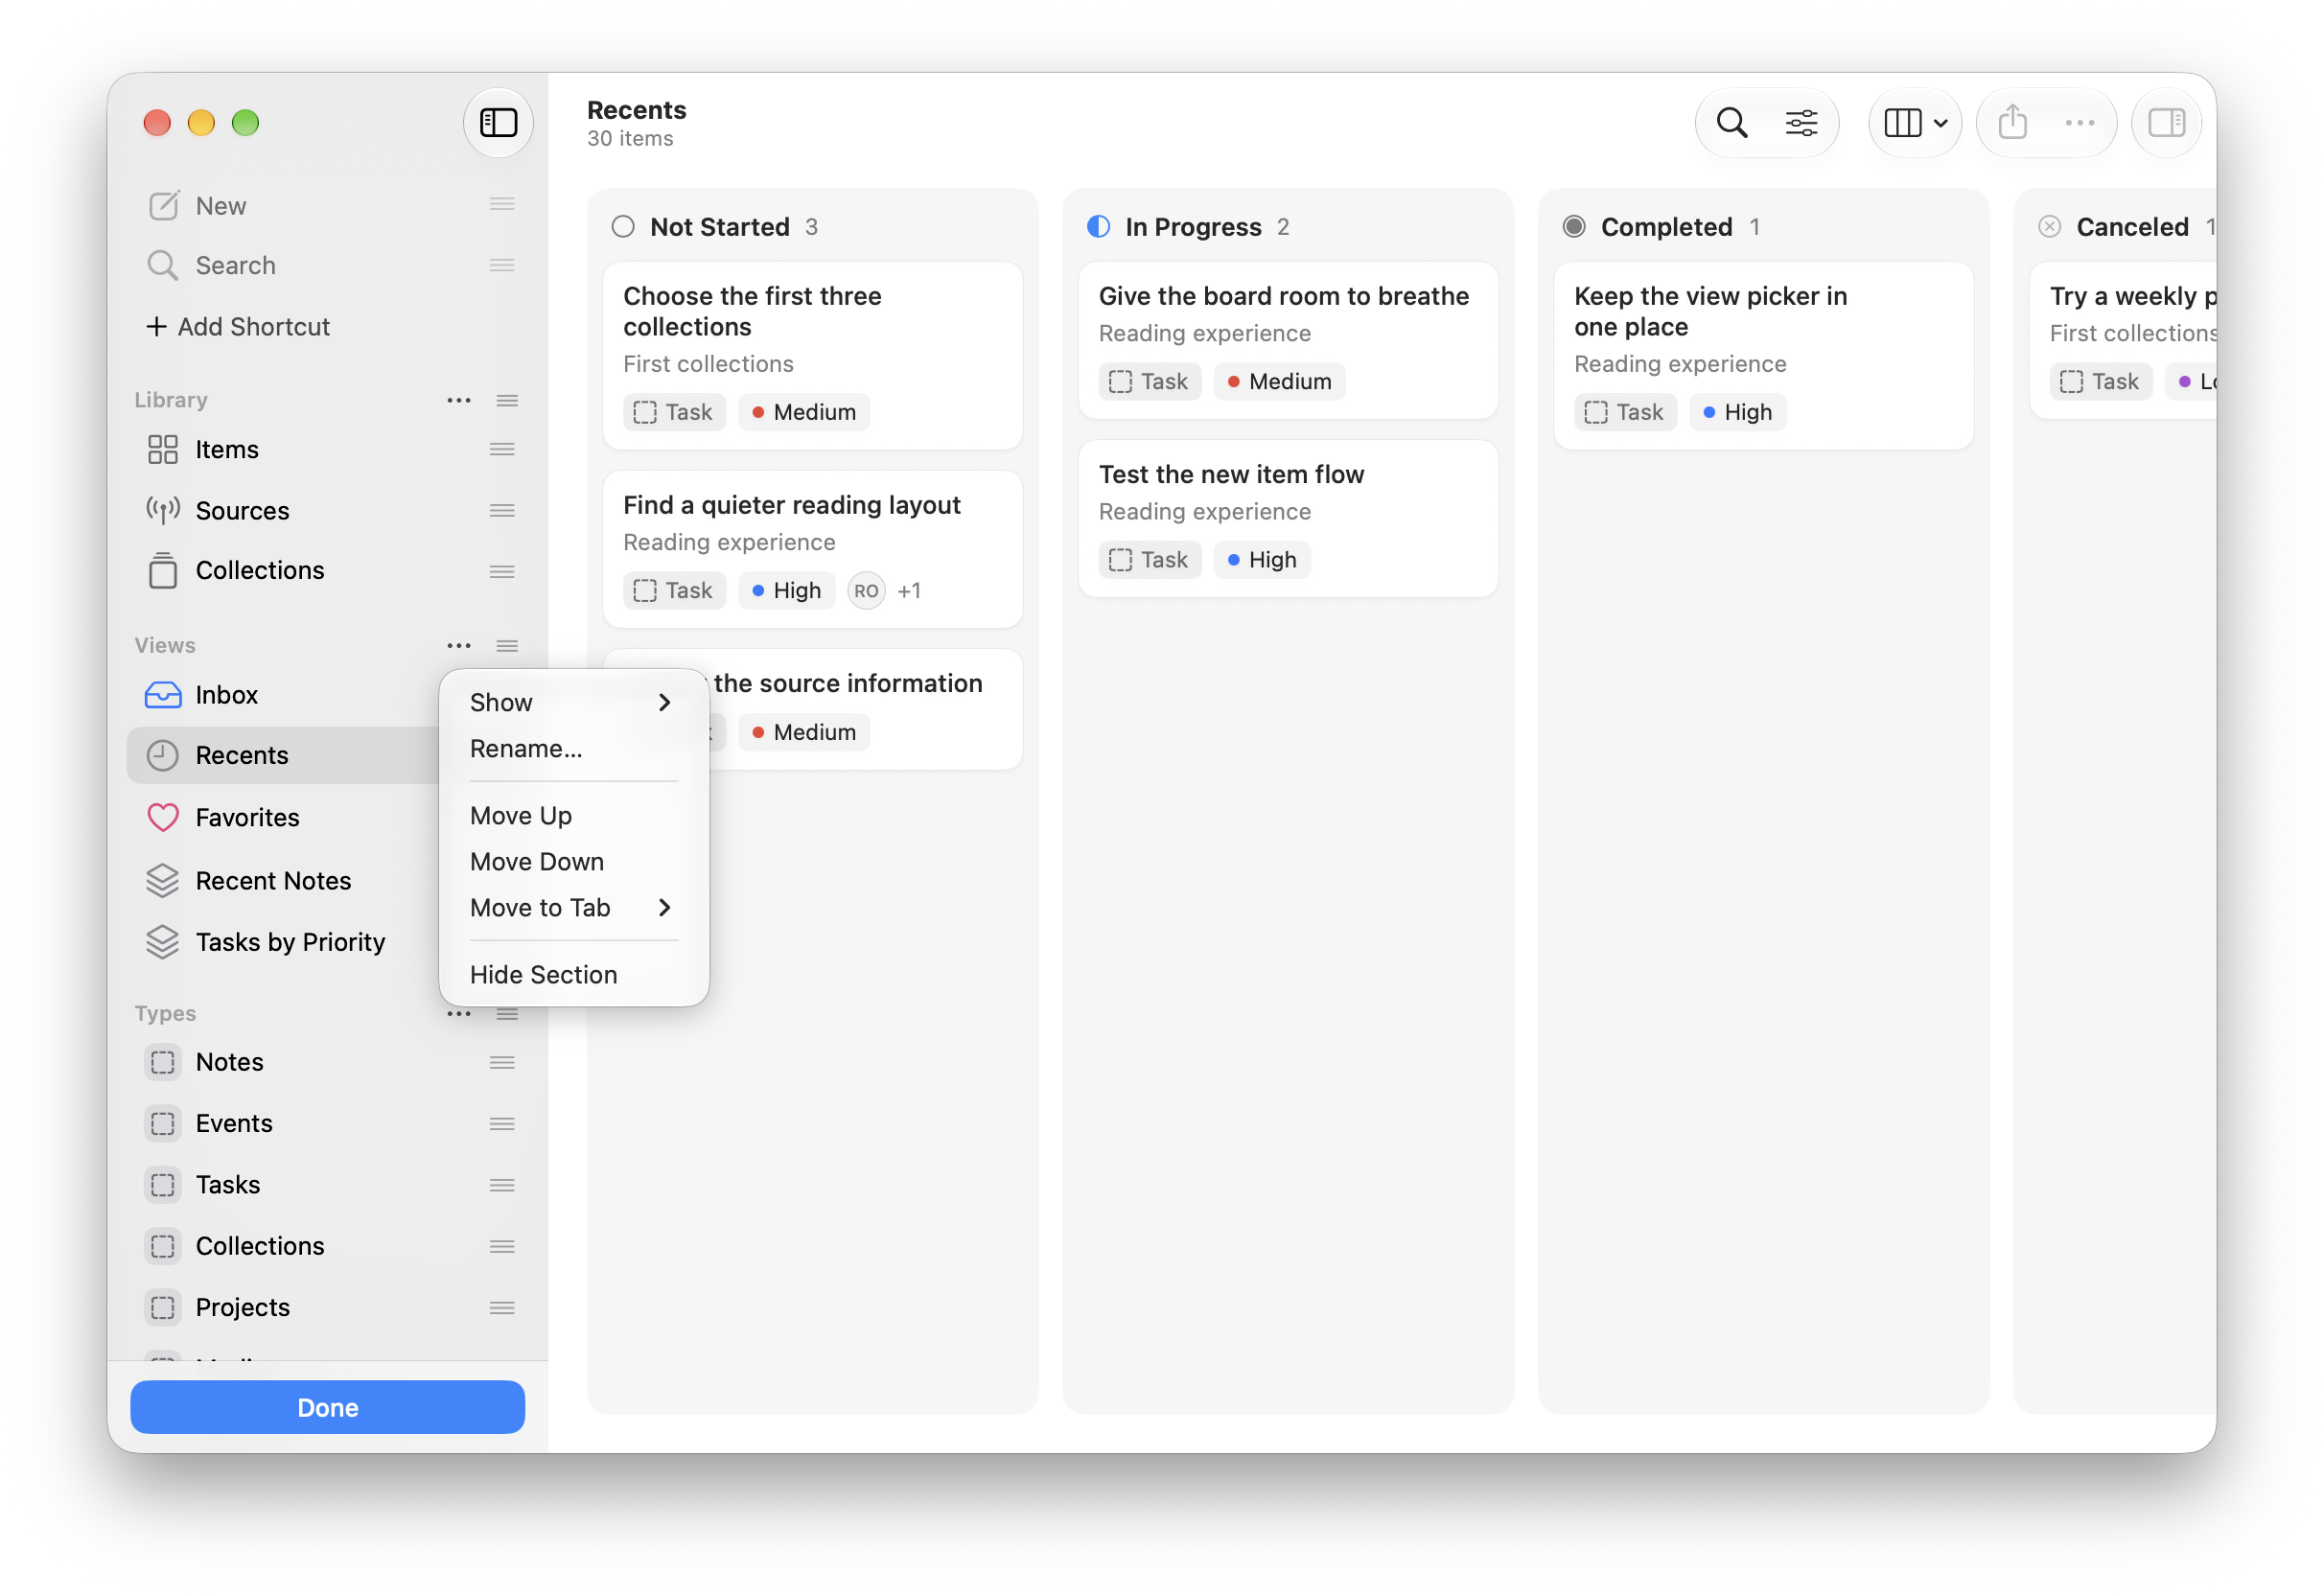 New
Search
Add Shortcut
Library
Items
Sources
Collections
Views
Inbox
Recents
Favorites
Recent Notes
Tasks by Priority
Types
Notes
Events
Tasks
Collections
Projects
Done
Show
Rename...
Move Up
Move Down
Move to Tab
Hide Section
Recents
30 items
Not Started 3
Choose the first three
collections
First collections
Task Medium
Find a quieter reading layout
Reading experience
Task High RO +1
the source information
Medium
In Progress 2
Give the board room to breathe
Reading experience
Task Medium
Test the new item flow
Reading experience
Task High
Completed 1
Keep the view picker in
one place
Reading experience
Task High
Canceled 1
Try a weekly
First collections
Task